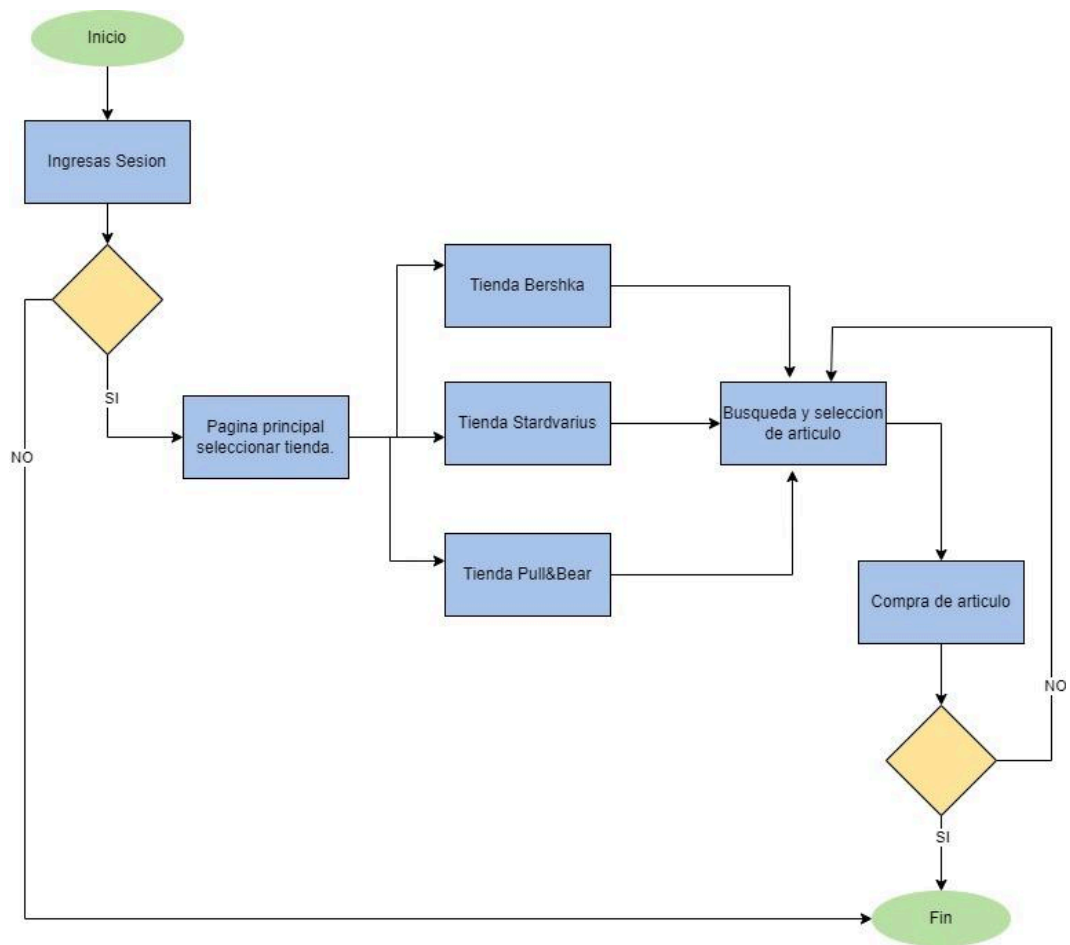 Inicio
Ingresas Sesion
SI
NO
Pagina principal
seleccionar tienda.
Tienda Bershka
Tienda Stardvarius
Tienda Pull&Bear
Busqueda y seleccion
de articulo
Compra de articulo
NO
SI
Fin